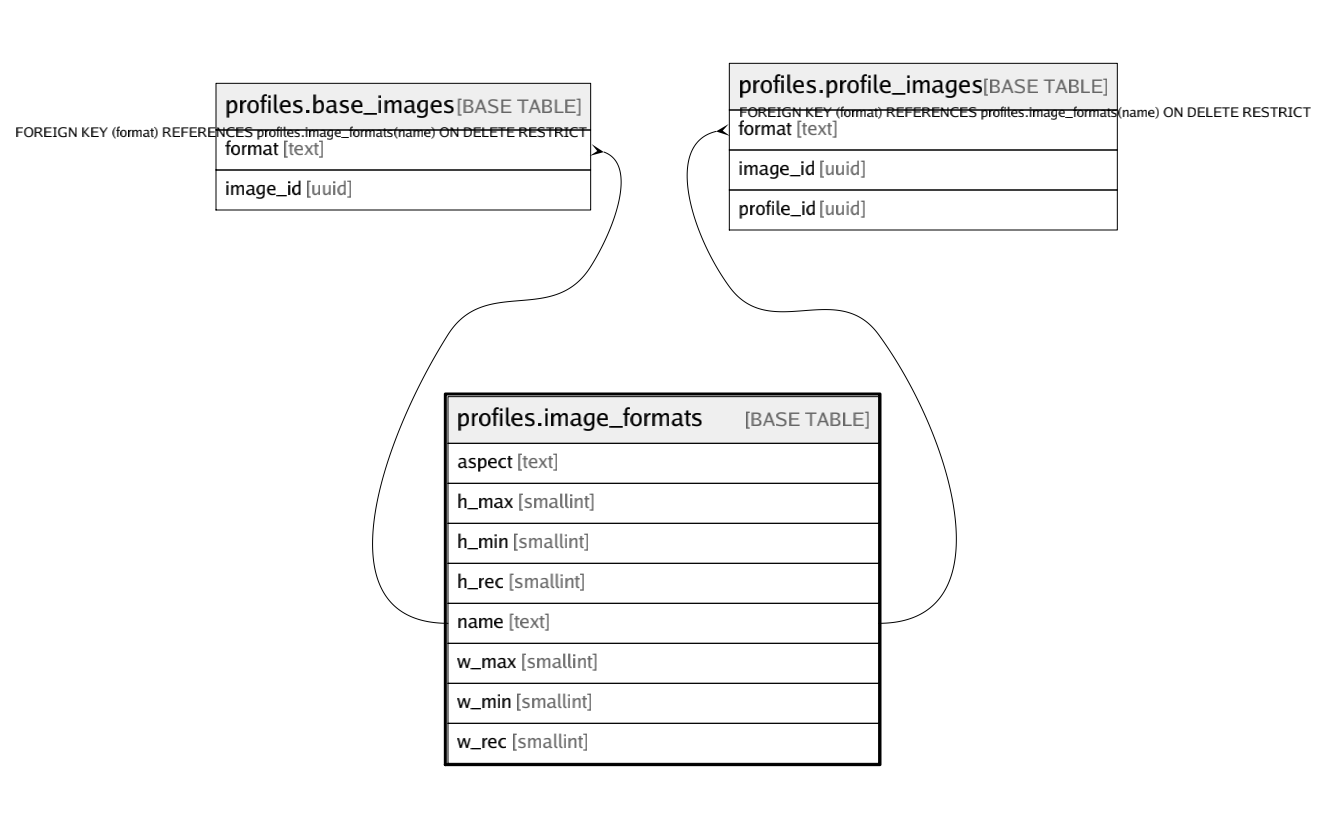 profiles.base_images [BASE TABLE]
FOREIGN KEY (format) REFERENCES profiles.image_formats(name) ON DELETE RESTRICT
format [text]
image_id [uuid]
profiles.profile_images [BASE TABLE]
FOREIGN KEY (format) REFERENCES profiles.image_formats(name) ON DELETE RESTRICT
format [text]
image_id [uuid]
profile_id [uuid]
profiles.image_formats [BASE TABLE]
aspect [text]
h_max [smallint]
h_min [smallint]
h_rec [smallint]
name [text]
w_max [smallint]
w_min [smallint]
w_rec [smallint]